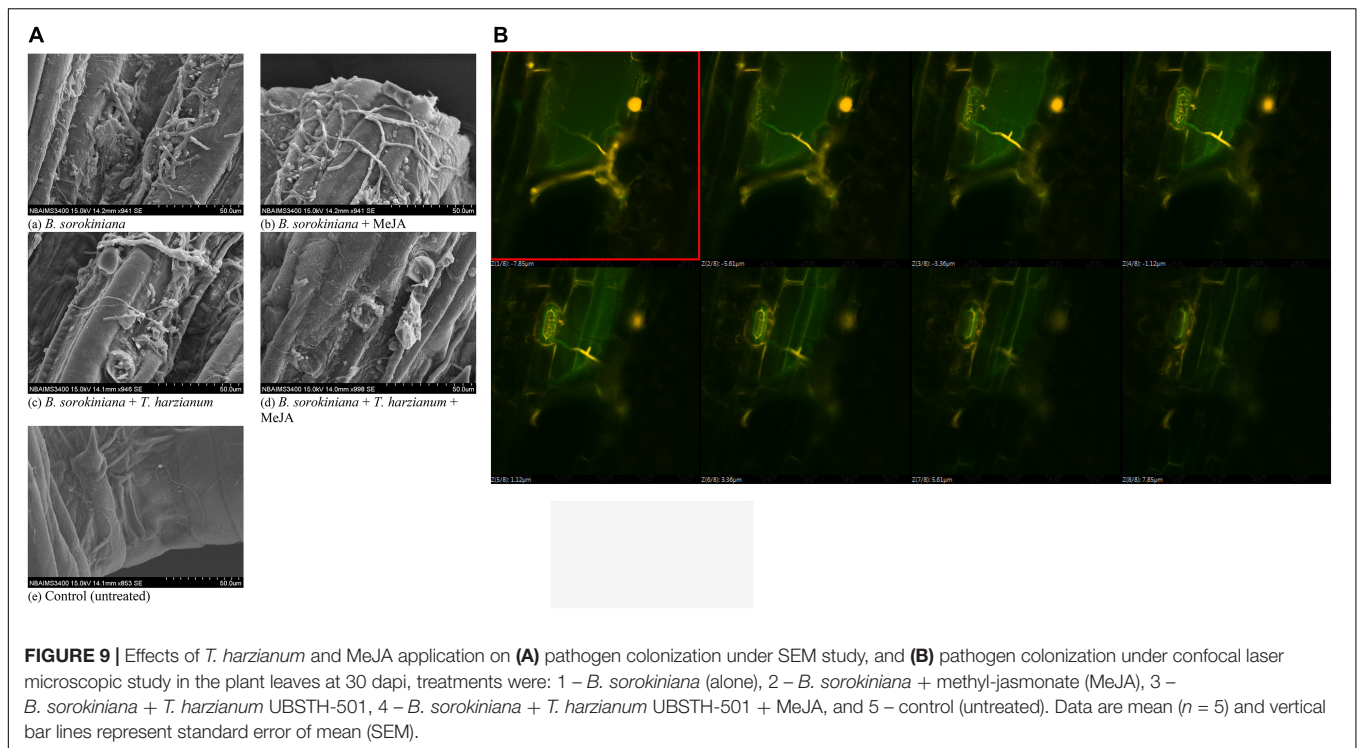 A
B
NBAIMS3400 15.0kV 14.2mm x941 SE 50.0um
(a) B. sorokiniana
NBAIMS3400 15.0kV 14.2mm x941 SE 50.0um
(b) B. sorokiniana + MeJA
NBAIMS3400 15.0kV 14.1mm x946 SE 50.0um
(c) B. sorokiniana + T. harzianum
NBAIMS3400 15.0kV 14.0mm x998 SE 50.0um
(d) B. sorokiniana + T. harzianum +
MeJA
NBAIMS3400 15.0kV 14.1mm x853 SE 50.0um
(e) Control (untreated)
Z(1/8): -7.85µm
Z(2/8): -5.61µm
Z(3/8): -3.36µm
Z(4/8): -1.12µm
Z(5/8): 1.12µm
Z(6/8): 3.36µm
Z(7/8): 5.61µm
Z(8/8): 7.85µm
FIGURE 9 | Effects of T. harzianum and MeJA application on (A) pathogen colonization under SEM study, and (B) pathogen colonization under confocal laser
microscopic study in the plant leaves at 30 dapi, treatments were: 1 – B. sorokiniana (alone), 2 – B. sorokiniana + methyl-jasmonate (MeJA), 3 –
B. sorokiniana + T. harzianum UBSTH-501, 4 – B. sorokiniana + T. harzianum UBSTH-501 + MeJA, and 5 – control (untreated). Data are mean (n = 5) and vertical
bar lines represent standard error of mean (SEM).